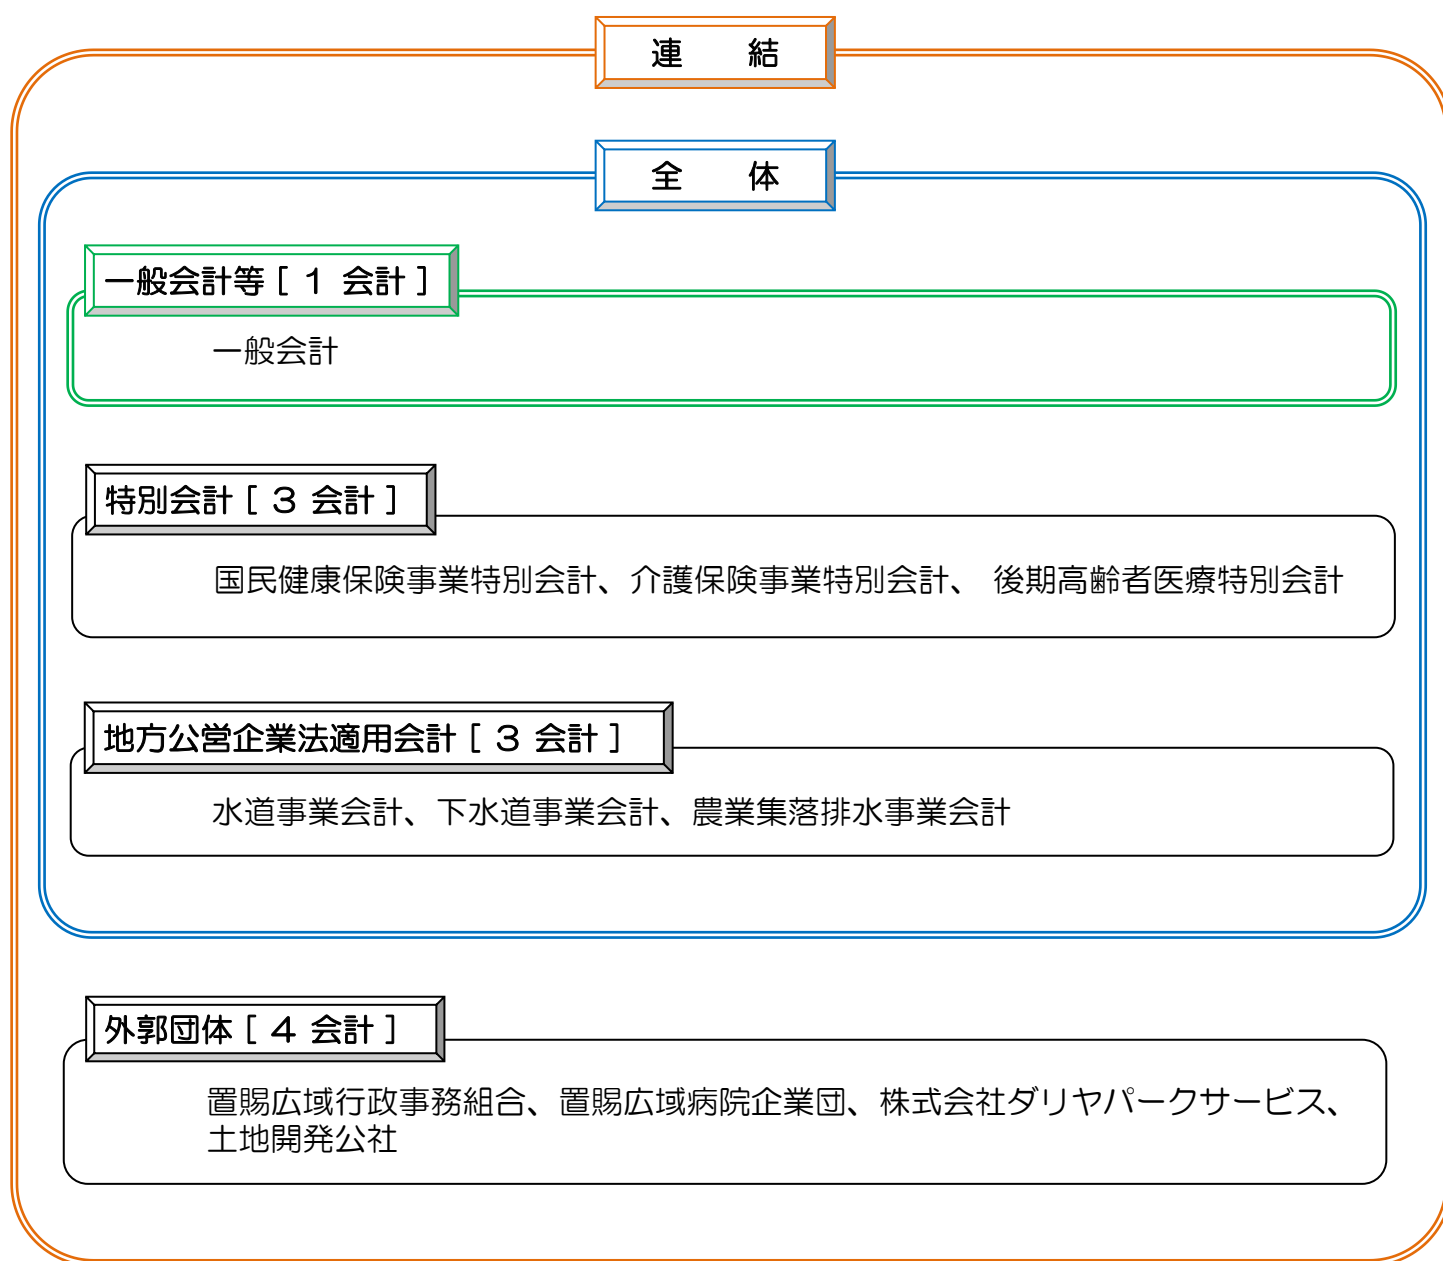 連　結
全　体
一般会計等［ 1 会計 ］
一般会計
特別会計［ 3 会計 ］
国民健康保険事業特別会計、介護保険事業特別会計、 後期高齢者医療特別会計
地方公営企業法適用会計［ 3 会計 ］
水道事業会計、下水道事業会計、農業集落排水事業会計
外郭団体［ 4 会計 ］
置賜広域行政事務組合、置賜広域病院企業団、株式会社ダリヤパークサービス、
土地開発公社